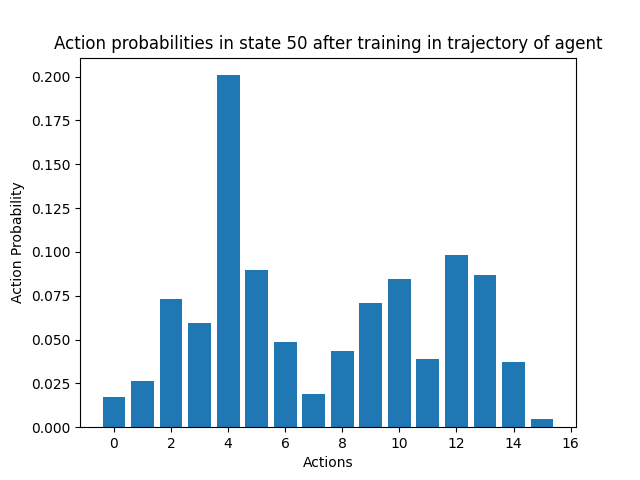 Action probabilities in state 50 after training in trajectory of agent
0.200
0.175
0.150
0.125
0.100
0.075
0.050
0.025
0.000
Action Probability
0 2 4 6 8 10 12 14 16
Actions